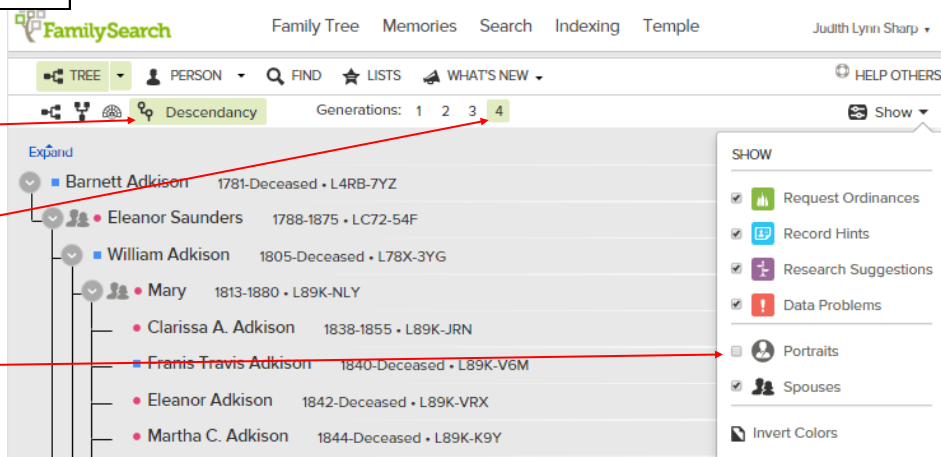 FamilySearch Family Tree Memories Search Indexing Temple Judith Lynn Sharp
TREE PERSON FIND LISTS WHAT'S NEW HELP OTHERS
Descendancy Generations: 1 2 3 4 Show
Expand
Barnett Adkison 1781-Deceased • L4RB-7YZ
Eleanor Saunders 1788-1875 • LC72-54F
William Adkison 1805-Deceased • L78X-3YG
Mary 1813-1880 • L89K-NLY
Clarissa A. Adkison 1838-1855 • L89K-JRN
Franis Travis Adkison 1840-Deceased • L89K-V6M
Eleanor Adkison 1842-Deceased • L89K-VRX
Martha C. Adkison 1844-Deceased • L89K-K9Y
SHOW
Request Ordinances
Record Hints
Research Suggestions
Data Problems
Portraits
Spouses
Invert Colors